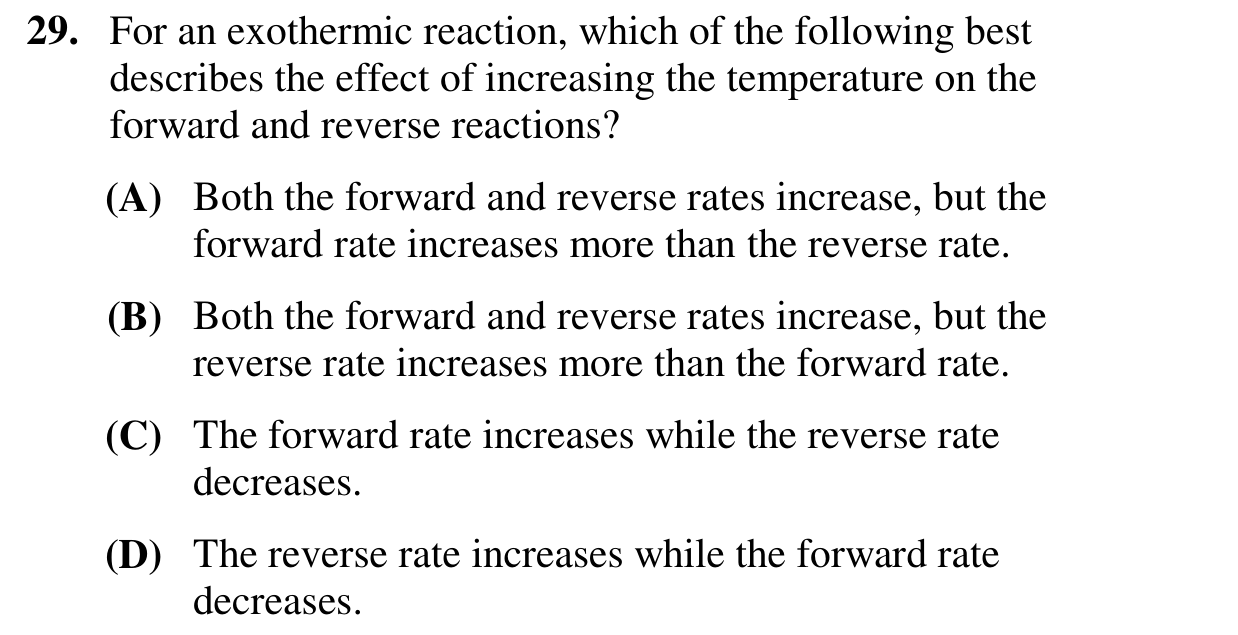 29. For an exothermic reaction, which of the following best
describes the effect of increasing the temperature on the
forward and reverse reactions?
(A) Both the forward and reverse rates increase, but the
forward rate increases more than the reverse rate.
(B) Both the forward and reverse rates increase, but the
reverse rate increases more than the forward rate.
(C) The forward rate increases while the reverse rate
decreases.
(D) The reverse rate increases while the forward rate
decreases.